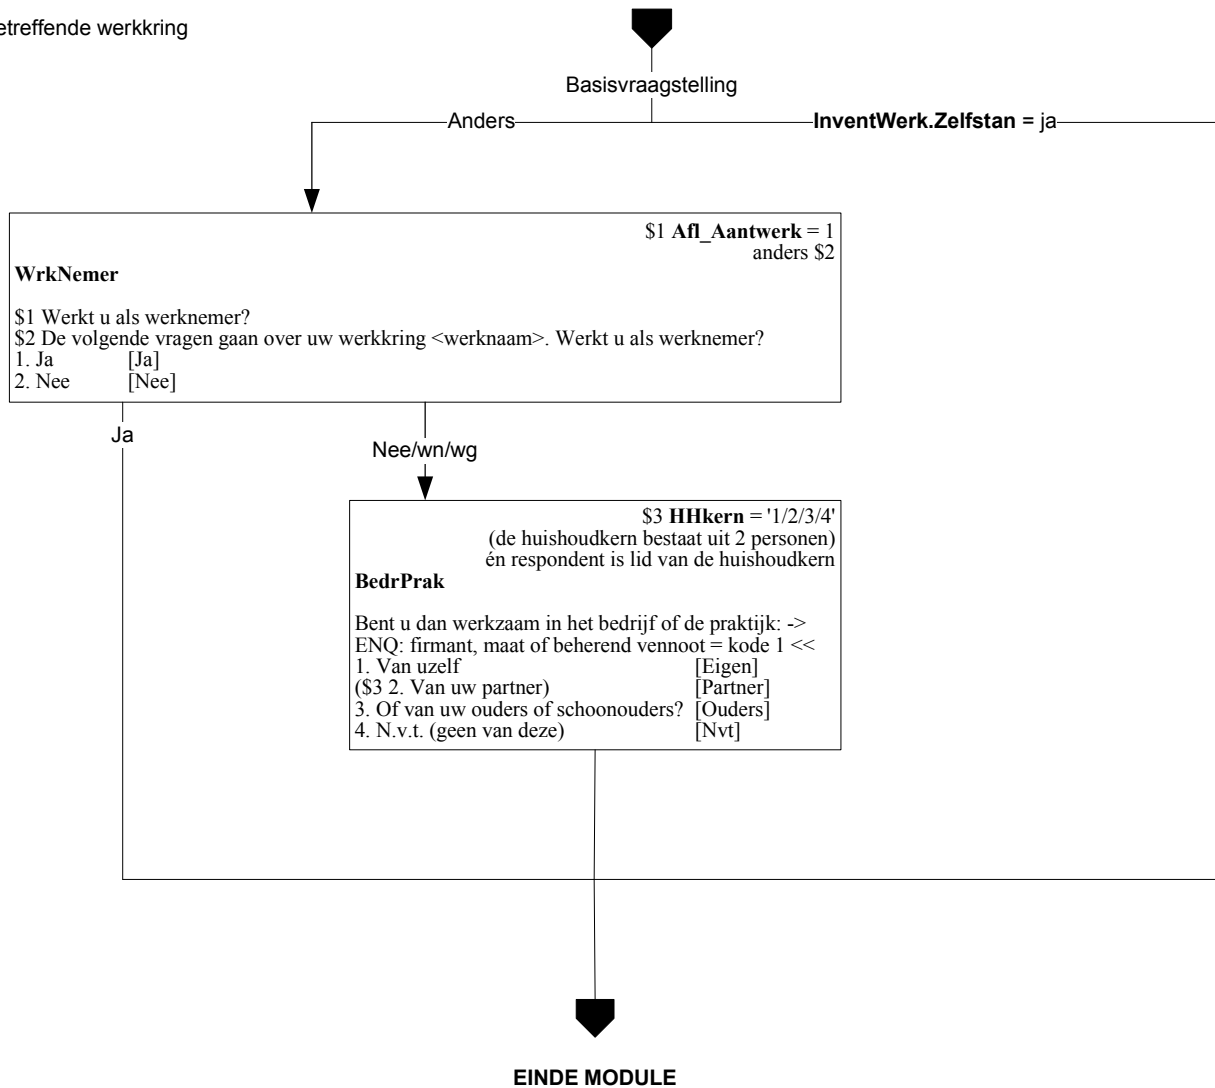 etreffende werkkring
Basisvraagstelling
Anders
InventWerk.Zelfstan = ja
$1 Afl_Aantwerk = 1
anders $2
WrkNemer
$1 Werkt u als werknemer?
$2 De volgende vragen gaan over uw werkkring <werknaam>. Werkt u als werknemer?
1. Ja [Ja]
2. Nee [Nee]
Ja
Nee/wn/wg
$3 HHkern = '1/2/3/4'
(de huishoudkern bestaat uit 2 personen)
én respondent is lid van de huishoudkern
BedrPrak
Bent u dan werkzaam in het bedrijf of de praktijk: ->
ENQ: firmant, maat of beherend vennoot = kode 1 <<
1. Van uzelf [Eigen]
($3 2. Van uw partner) [Partner]
3. Of van uw ouders of schoonouders? [Ouders]
4. N.v.t. (geen van deze) [Nvt]
EINDE MODULE